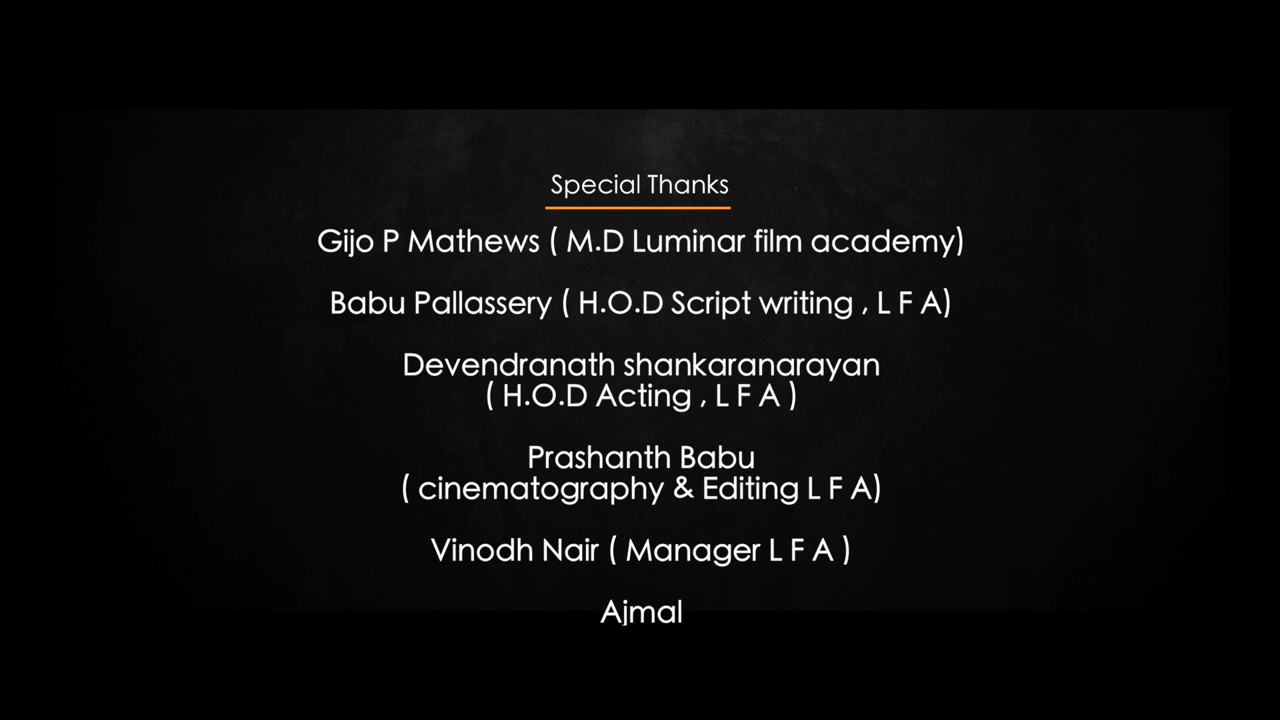 Special Thanks
Gijo P Mathews ( M.D Luminar film academy)
Babu Pallassery ( H.O.D Script writing , L F A)
Devendranath shankaranarayan
( H.O.D Acting , L F A )
Prashanth Babu
( cinematography & Editing L F A)
Vinodh Nair ( Manager L F A )
Ajmal